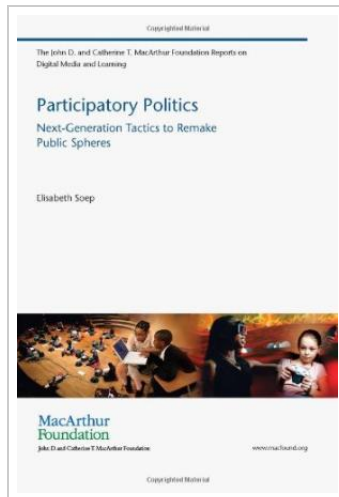 Copyrighted Material
The John D. and Catherine T. MacArthur Foundation Reports on
Digital Media and Learning
Participatory Politics
Next-Generation Tactics to Remake
Public Spheres
Elisabeth Soep
MacArthur
Foundation
John D. and Catherine T. MacArthur Foundation
www.macfound.org
Copyrighted Material